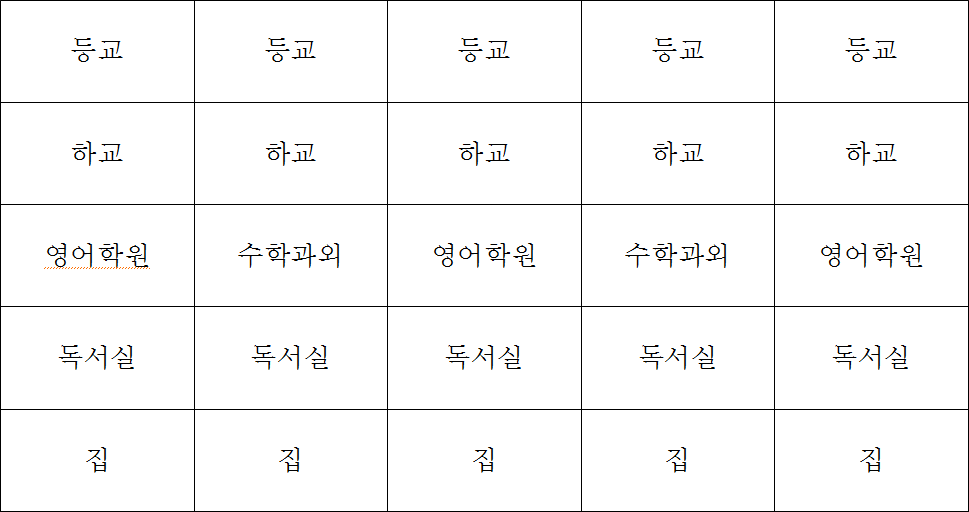 등교 등교 등교 등교 등교
하교 하교 하교 하교 하교
영어학원 수학과외 영어학원 수학과외 영어학원
독서실 독서실 독서실 독서실 독서실
집 집 집 집 집